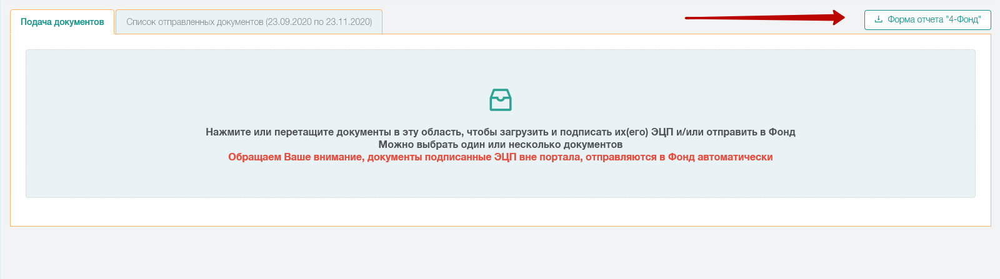 Подача документов
Список отправленных документов (23.09.2020 по 23.11.2020)
Форма отчета "4-Фонд"
Нажмите или перетащите документы в эту область, чтобы загрузить и подписать их(его) ЭЦП и/или отправить в Фонд
Можно выбрать один или несколько документов
Обращаем Ваше внимание, документы подписанные ЭЦП вне портала, отправляются в Фонд автоматически